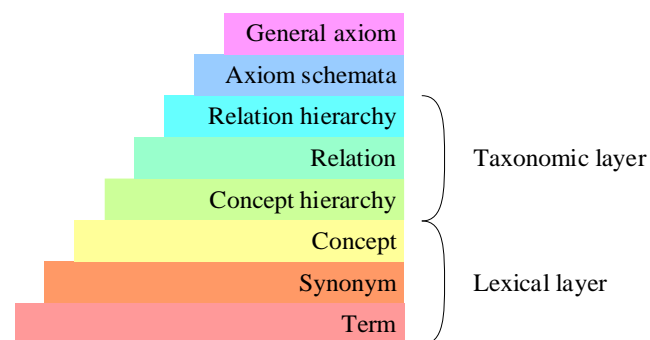 General axiom
Axiom schemata
Relation hierarchy
Relation
Taxonomic layer
Concept hierarchy
Concept
Synonym
Lexical layer
Term